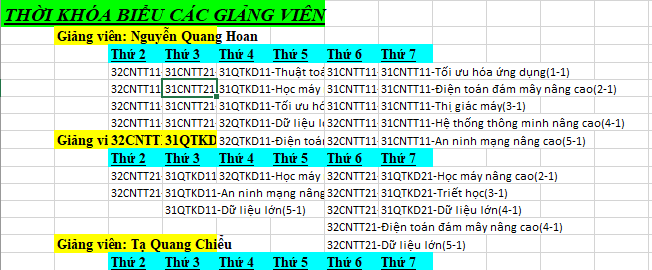 THỜI KHÓA BIỂU CÁC GIẢNG VIÊN
Giảng viên: Nguyễn Quang Hoan
Thứ 2 Thứ 3 Thứ 4 Thứ 5 Thứ 6 Thứ 7
32CNTT11- 31CNTT21- 31QTKD11-Thuật toá 31CNTT11- 31CNTT11-Tối ưu hóa ứng dụng(1-1)
32CNTT11- 31CNTT21- 31QTKD11-Học máy 31CNTT11- 31CNTT11-Điện toán đám mây nâng cao(2-1)
32CNTT11- 31CNTT21- 31QTKD11-Tối ưu hó 31CNTT11- 31CNTT11-Thị giác máy(3-1)
32CNTT11- 31CNTT21- 32QTKD11-Dữ liệu l 32CNTT11- 31CNTT11-Hệ thống thông minh nâng cao(4-1)
Giảng vi 32CNTT 31QTKD 32QTKD11-Điện toán 32CNTT11- 31CNTT11-An ninh mạng nâng cao(5-1)
Thứ 2 Thứ 3 Thứ 4 Thứ 5 Thứ 6 Thứ 7
32CNTT21- 31QTKD11- 32QTKD11-Học máy 32CNTT21- 31QTKD21-Học máy nâng cao(2-1)
32CNTT21- 31QTKD11-An ninh mạng nâng 32CNTT21- 31QTKD21-Triết học(3-1)
31QTKD11-Dữ liệu lớn(5-1) 32CNTT21- 31QTKD21-Dữ liệu lớn(4-1)
32CNTT21-Điện toán đám mây nâng cao(4-1)
Giảng viên: Tạ Quang Chiểu 32CNTT21-Dữ liệu lớn(5-1)
Thứ 2 Thứ 3 Thứ 4 Thứ 5 Thứ 6 Thứ 7